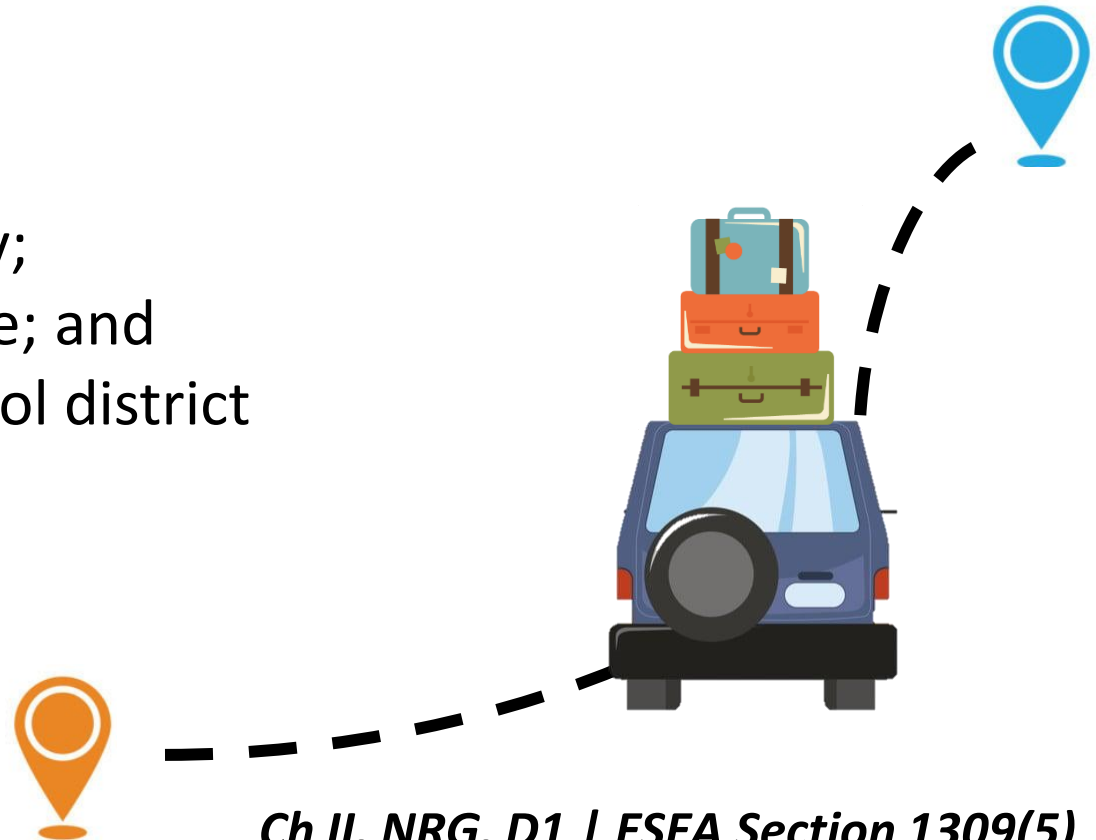 y;
e; and
ol district
Ch II, NRG, D1 | ESEA Section 1309(5)